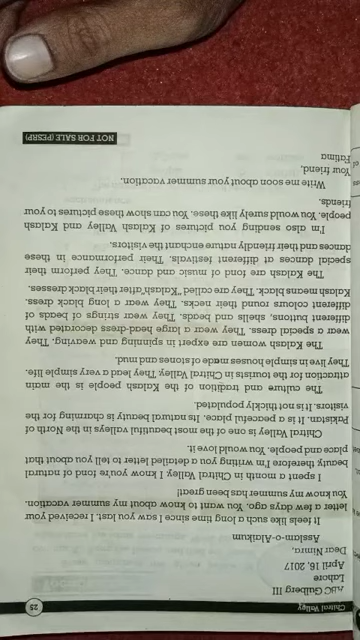 Chitral Valley
25
ABC Gulberg III
Lahore
April 16, 2017
Dear Nimra,
Asslam-o-Alaikum
It feels like such a long time since I saw you last. I received your
letter a few days ago. You want to know about my summer vacation.
You know my summer has been great!
I spent a month in Chitral Valley. I know you're fond of natural
beauty therefore I'm writing you a detailed letter to tell you about that
place and people. You would love it.
Chitral Valley is one of the most beautiful valleys in the North of
Pakistan. It is a peaceful place. Its natural beauty is charming for the
visitors. It is not thickly populated.
The culture and tradition of the Kalash people is the main
attraction for the tourists in Chitral Valley. They lead a very simple life.
They live in simple houses made of stones and mud.
The Kalash women are expert in spinning and weaving, They
wear a special dress. They wear a large head-dress decorated with
different buttons, shells and beads. They wear strings of beads of
different colours round their necks. They wear a long black dress.
Kalash means black. They are called "Kalash" after their black dresses.
The Kalash are fond of music and dance. They perform their
special dances at different festivals. Their performance in these
dances and their friendly nature enchant the visitors.
I'm also sending you pictures of Kalash Valley and Kalash
people. You would surely like these. You can show these pictures to your
friends.
Write me soon about your summer vacation.
Your friend,
Fatima
NOT FOR SALE (PESRP)